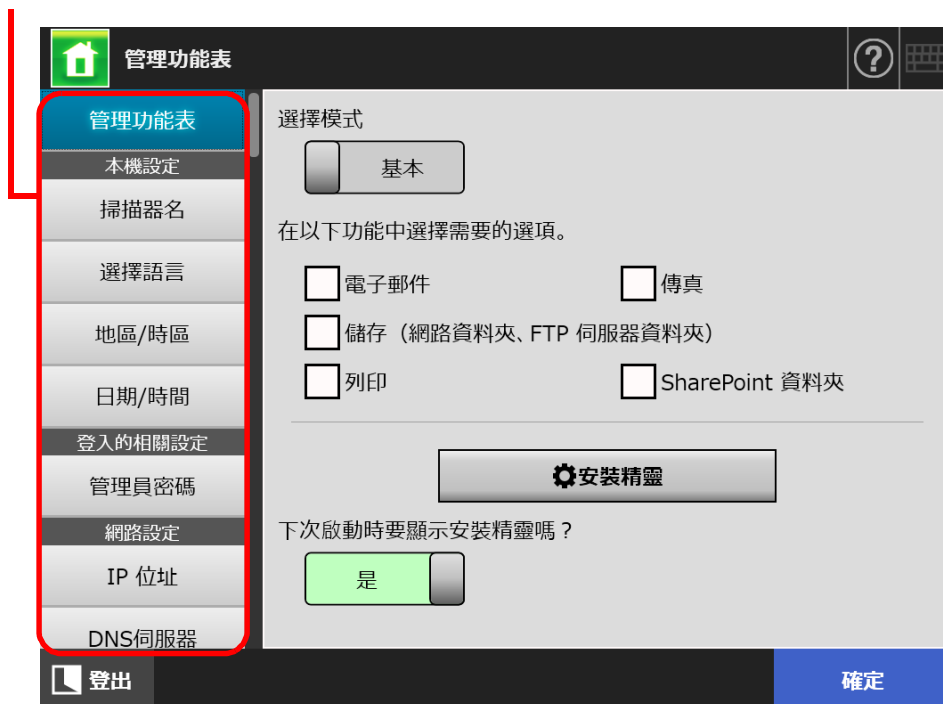 管理功能表
?
管理功能表
本機設定
掃描器名
選擇語言
地區/時區
日期/時間
登入的相關設定
管理員密碼
網路設定
IP 位址
DNS伺服器
選擇模式
基本
在以下功能中選擇需要的選項。
電子郵件 傳真
儲存（網路資料夾、FTP 伺服器資料夾）
列印 SharePoint 資料夾
安裝精靈
下次啟動時要顯示安裝精靈嗎？
是
登出 確定